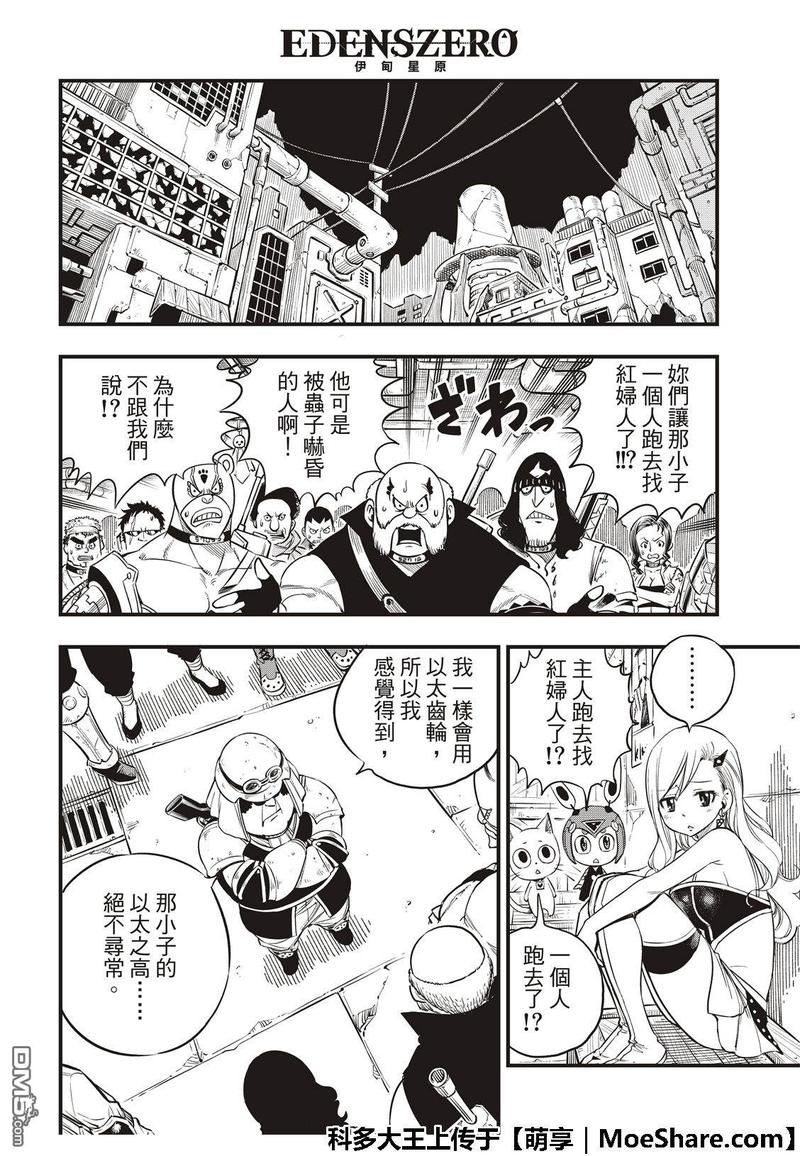 EDENSZERO
伊甸星原
妳們讓那小子
一個人跑去找
紅婦人了!!?
ざわっ
他可是
被蟲子嚇昏
的人啊！
為什麼
不跟我們
說!?
……
主人跑去找
紅婦人了!?
一個人
跑去了!?
我一樣會用
以太齒輪，
所以我
感覺得到，
那小子的
以太之高……
絕不尋常。
DM5.com
科多大王上传于【萌享｜MoeShare.com】